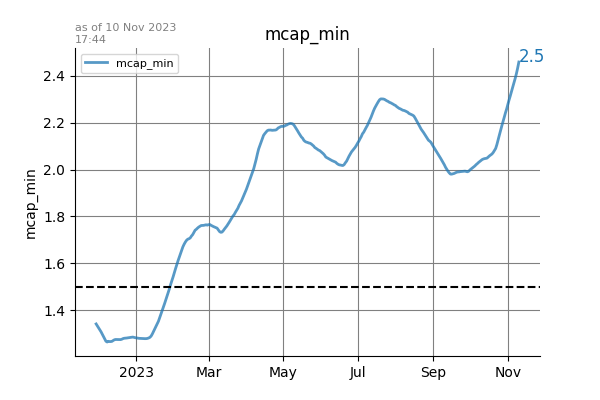 as of 10 Nov 2023
17:44
mcap_min
2.5
mcap_min
2.4
2.2
2.0
1.8
1.6
1.4
mcap_min
2023
Mar
May
Jul
Sep
Nov